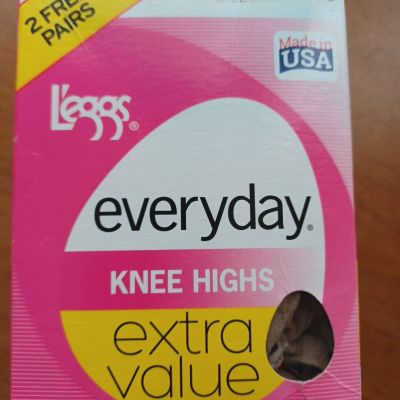 2 FREE
PAIRS
Made in
USA
L'eggs®
everyday®
KNEE HIGHS
extra
value